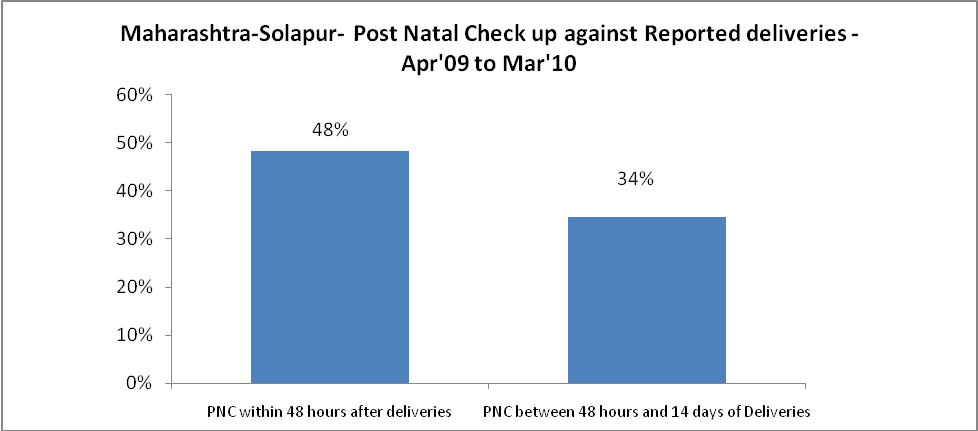 Maharashtra-Solapur- Post Natal Check up against Reported deliveries -
Apr'09 to Mar'10
60%
50%
40%
30%
20%
10%
0%
48%
34%
PNC within 48 hours after deliveries
PNC between 48 hours and 14 days of Deliveries